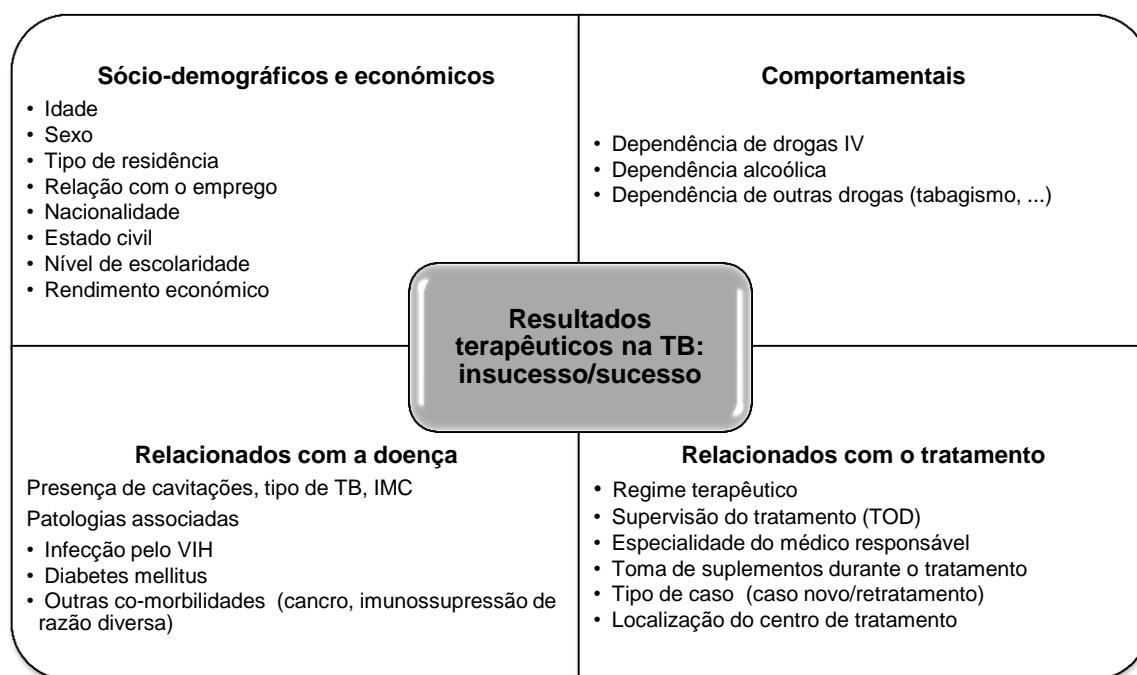 Sócio-demográficos e económicos
• Idade
• Sexo
• Tipo de residência
• Relação com o emprego
• Nacionalidade
• Estado civil
• Nível de escolaridade
• Rendimento económico
Comportamentais
• Dependência de drogas IV
• Dependência alcoólica
• Dependência de outras drogas (tabagismo, ...)
Resultados
terapêuticos na TB:
insucesso/sucesso
Relacionados com a doença
Presença de cavitações, tipo de TB, IMC
Patologias associadas
• Infecção pelo VIH
• Diabetes mellitus
• Outras co-morbilidades (cancro, imunossupressão de
razão diversa)
Relacionados com o tratamento
• Regime terapêutico
• Supervisão do tratamento (TOD)
• Especialidade do médico responsável
• Toma de suplementos durante o tratamento
• Tipo de caso (caso novo/retratamento)
• Localização do centro de tratamento